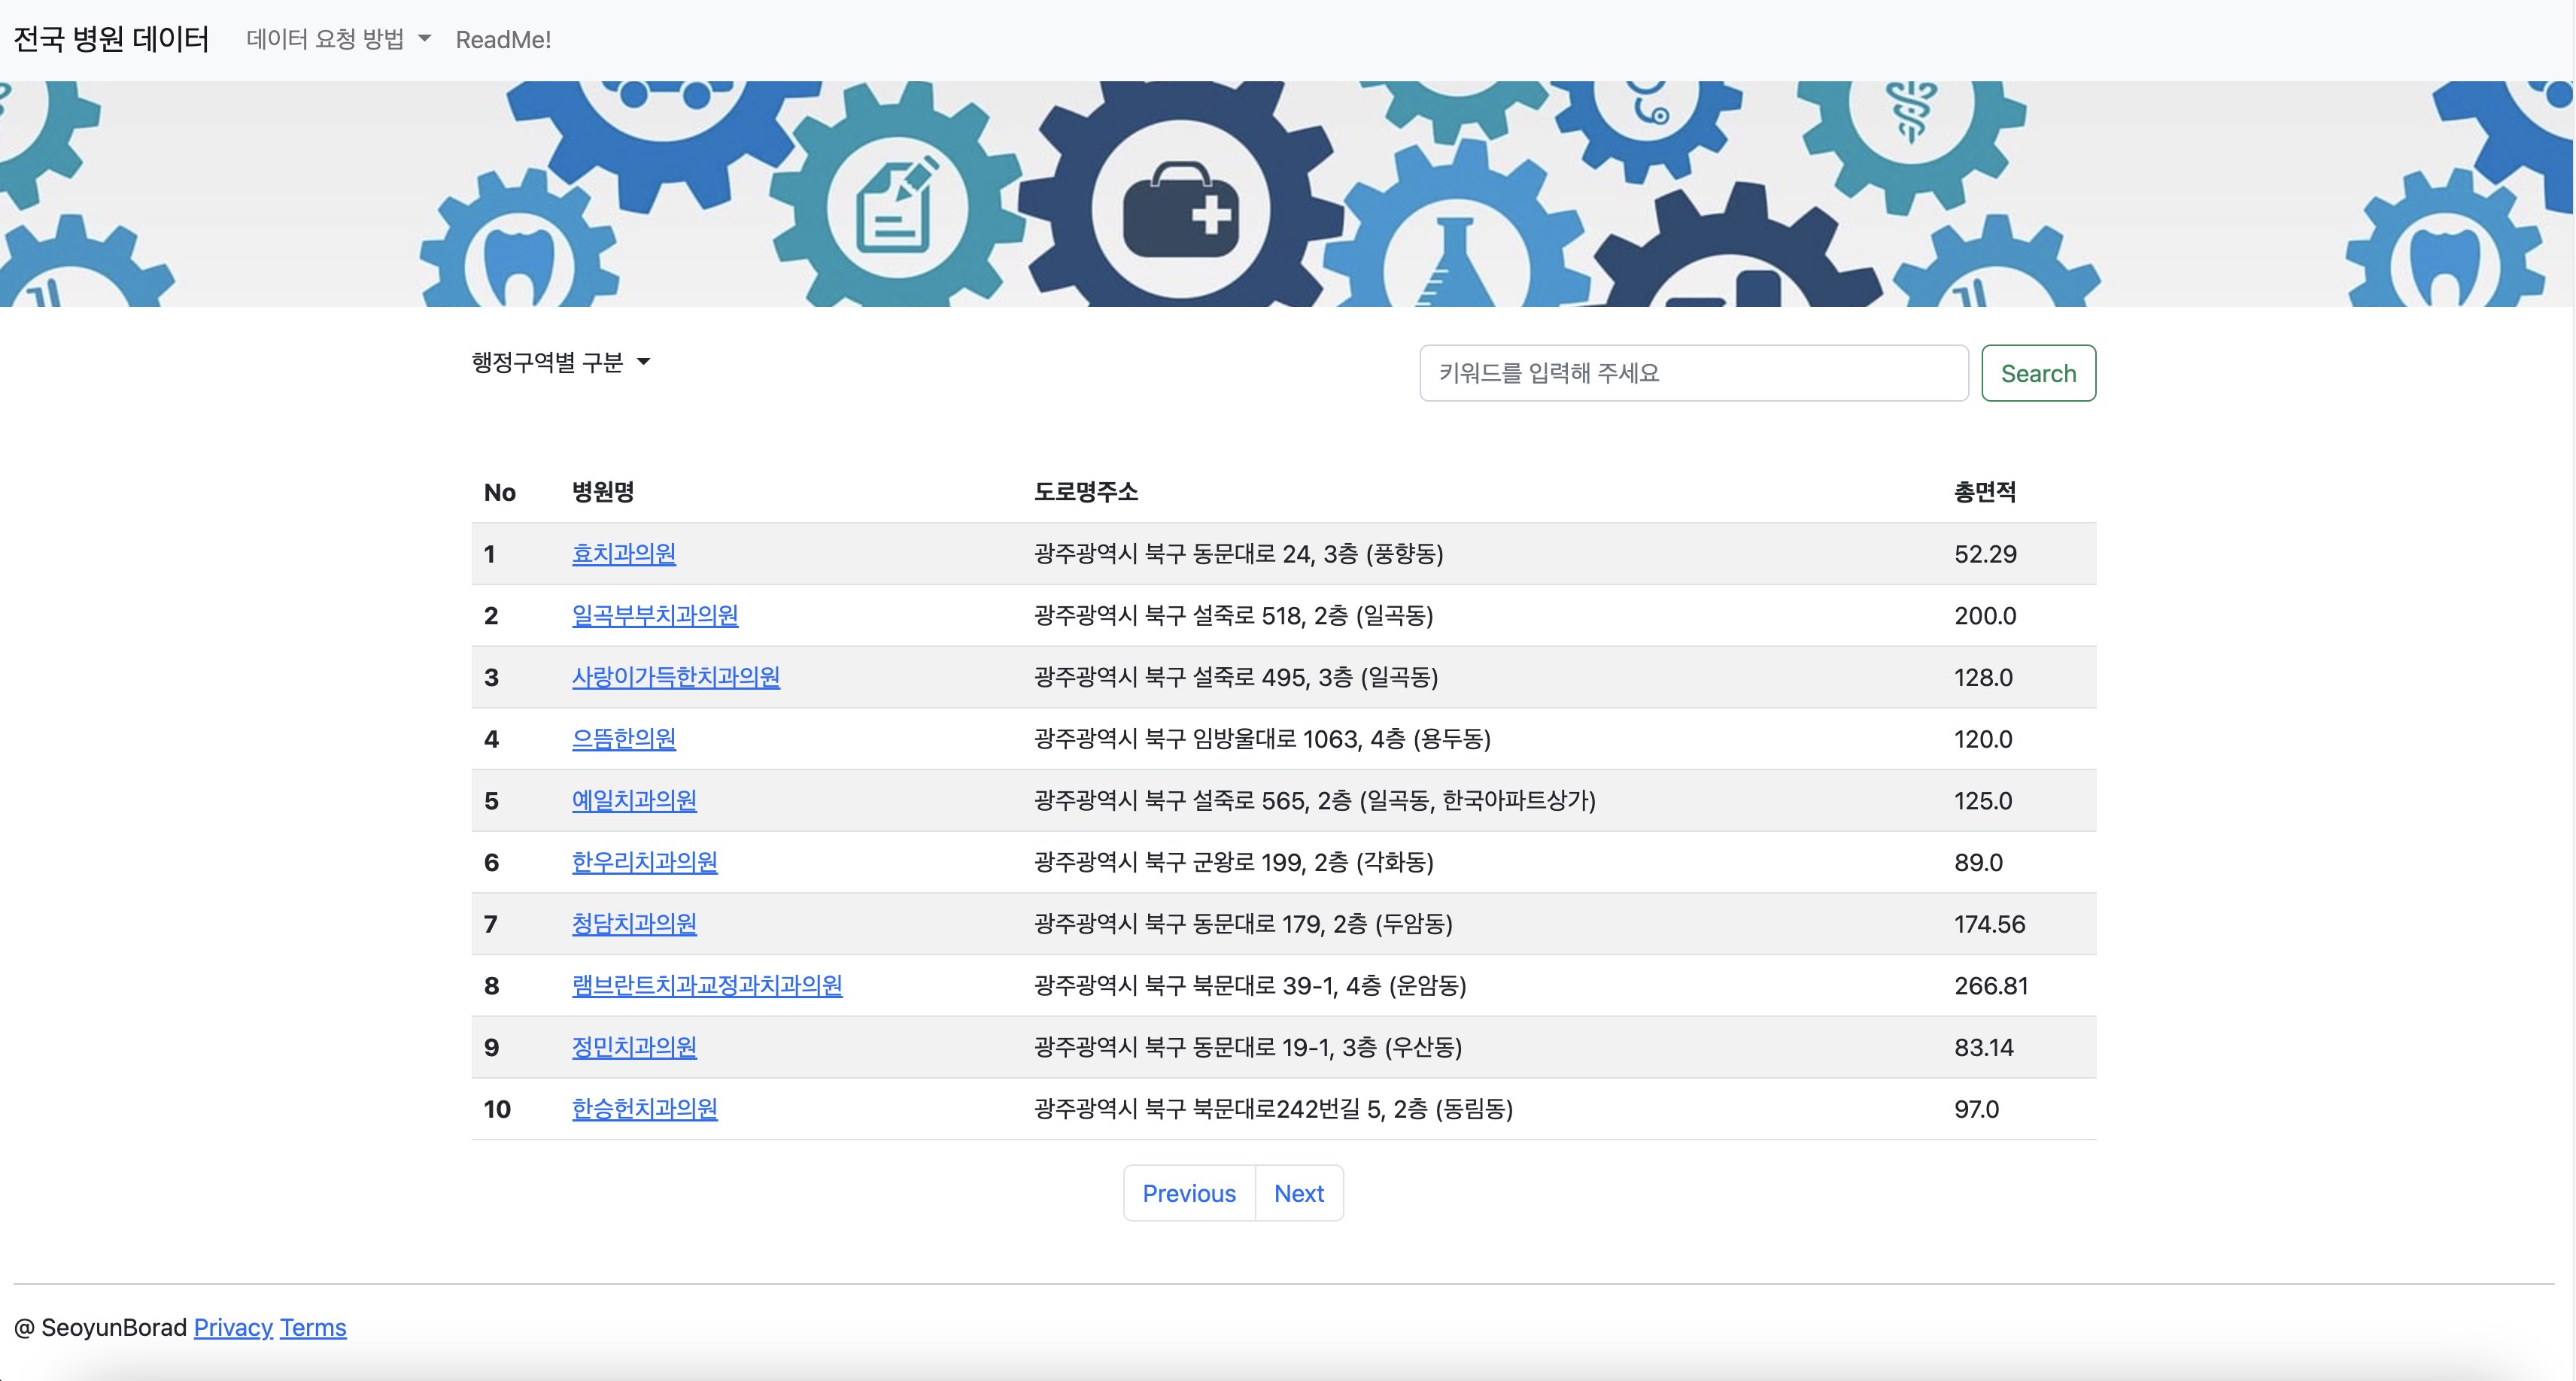 전국 병원 데이터 데이터 요청 방법 ReadMe!
행정구역별 구분 키워드를 입력해 주세요 Search
No 병원명 도로명주소 총면적
1 효치과의원 광주광역시 북구 동문대로 24, 3층 (풍향동) 52.29
2 일곡부부치과의원 광주광역시 북구 설죽로 518, 2층 (일곡동) 200.0
3 사랑이가득한치과의원 광주광역시 북구 설죽로 495, 3층 (일곡동) 128.0
4 으뜸한의원 광주광역시 북구 임방울대로 1063, 4층 (용두동) 120.0
5 예일치과의원 광주광역시 북구 설죽로 565, 2층 (일곡동, 한국아파트상가) 125.0
6 한우리치과의원 광주광역시 북구 군왕로 199, 2층 (각화동) 89.0
7 청담치과의원 광주광역시 북구 동문대로 179, 2층 (두암동) 174.56
8 램브란트치과교정과치과의원 광주광역시 북구 북문대로 39-1, 4층 (운암동) 266.81
9 정민치과의원 광주광역시 북구 동문대로 19-1, 3층 (우산동) 83.14
10 한승헌치과의원 광주광역시 북구 북문대로242번길 5, 2층 (동림동) 97.0
Previous Next
@ SeoyunBorad Privacy Terms